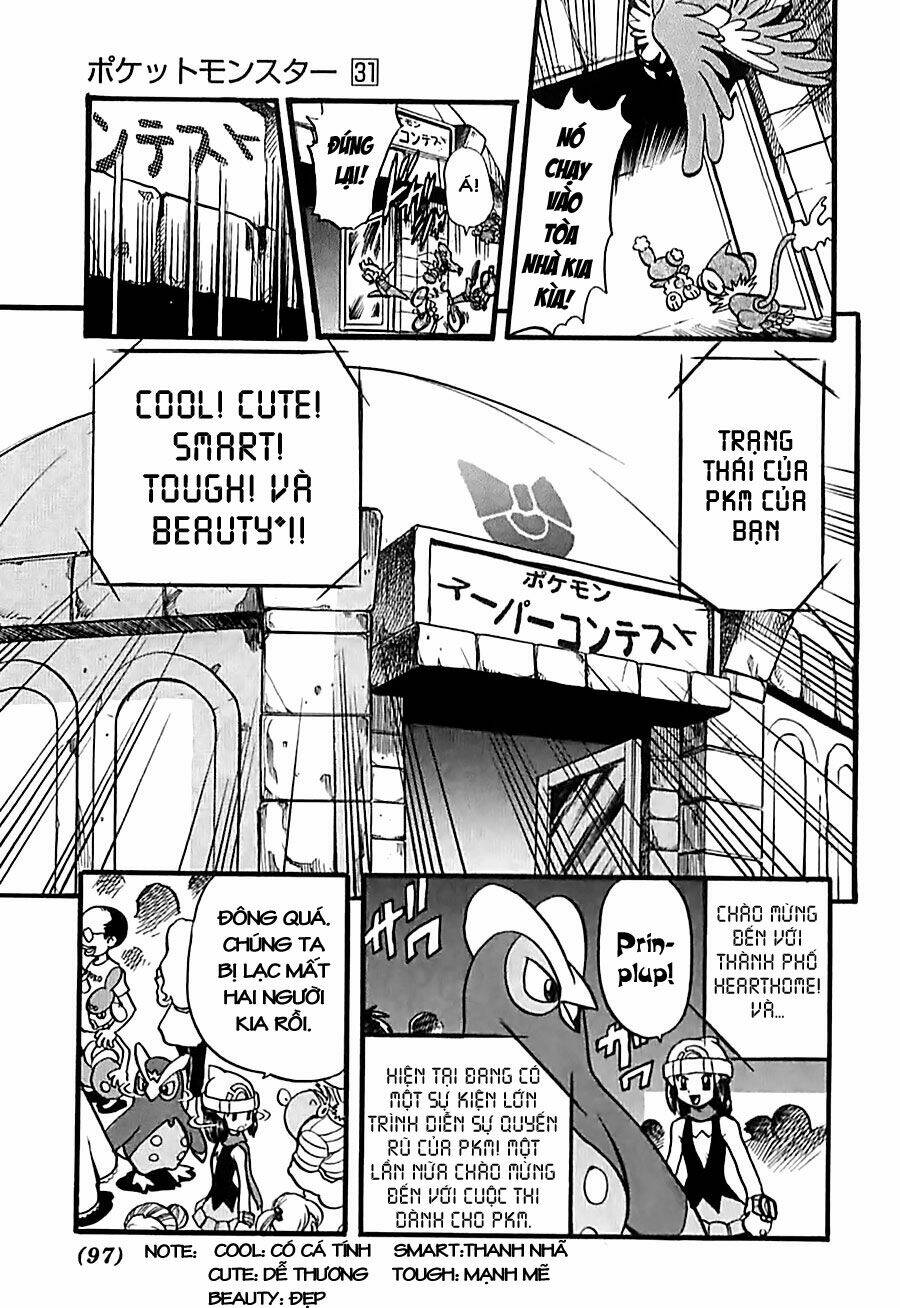 ポケットモンスター 31
NÓ
CHẠY
VÀO
TÒA
NHÀ KIA
KÌA!
モン
コンテスト
Á!
ĐỨNG
LẠI!
ンテスト
TRẠNG
THÁI CỦA
PKM CỦA
BẠN
COOL! CUTE!
SMART!
TOUGH! VÀ
BEAUTY*!!
ポケモン
スーパーコンテスト
CHÀO MỪNG
ĐẾN VỚI
THÀNH PHỐ
HEARTHOME!
VÀ...
Prin-
plup!
ザワ
ザワ
HIỆN TẠI ĐANG CÓ
MỘT SỰ KIỆN LỚN
TRÌNH DIỄN SỰ QUYẾN
RŨ CỦA PKM! MỘT
LẦN NỮA CHÀO MỪNG
ĐẾN VỚI CUỘC THI
DÀNH CHO PKM.
ĐÔNG QUÁ.
CHÚNG TA
BỊ LẠC MẤT
HAI NGƯỜI
KIA RỒI.
(97) NOTE: COOL: CÓ CÁ TÍNH SMART:THANH NHÃ
CUTE: DỄ THƯƠNG TOUGH: MẠNH MẼ
BEAUTY: ĐẸP